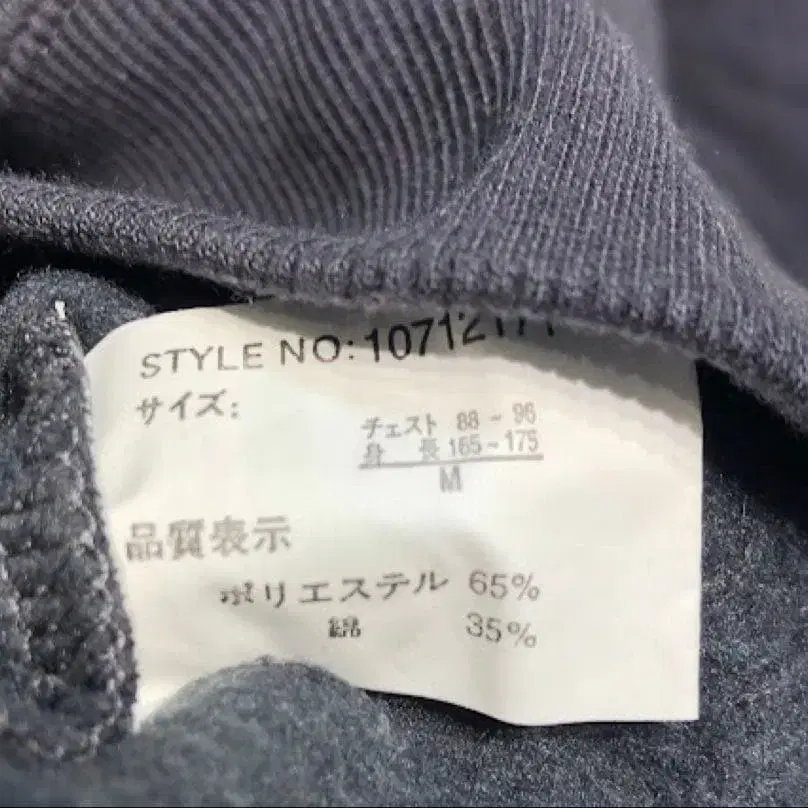 STYLE NO:
サイズ:
チェスト 88 ~ 96
身 長 165 ~ 175
M
品質表示
ポリエステル 65%
綿 35%